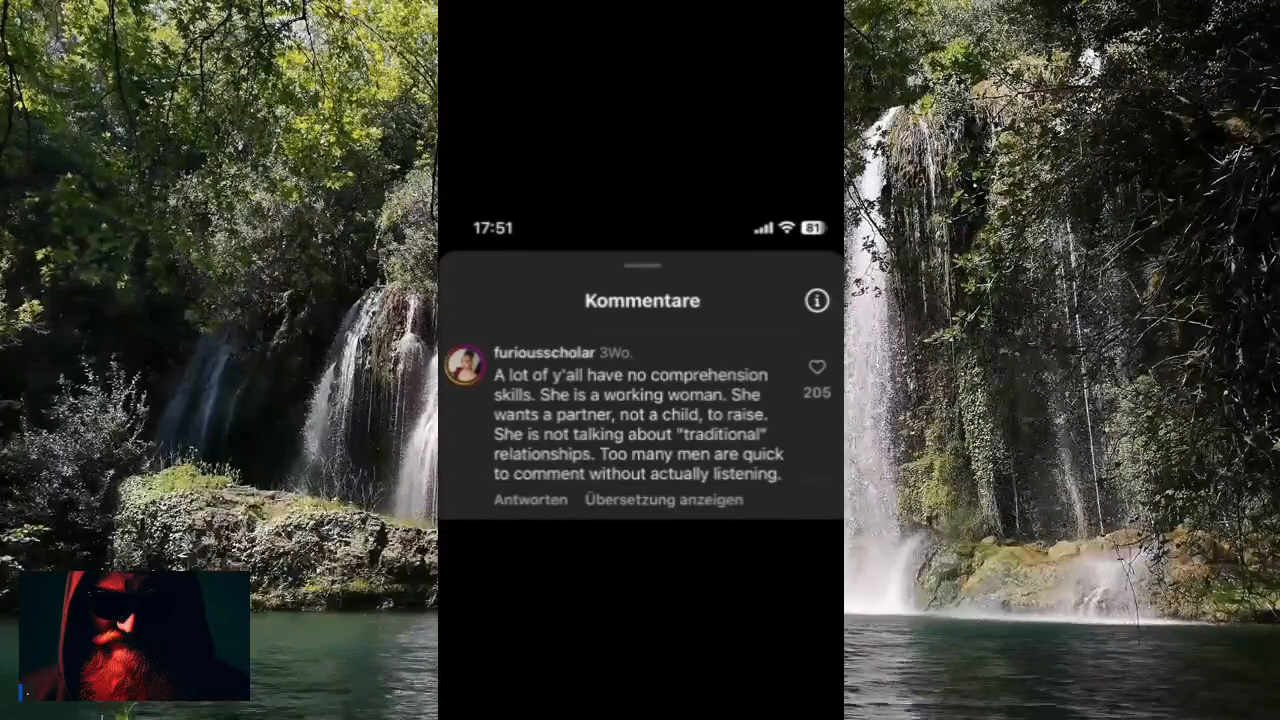 17:51
81
Kommentare
furiousscholar 3Wo.
A lot of y'all have no comprehension
skills. She is a working woman. She
wants a partner, not a child, to raise.
She is not talking about "traditional"
relationships. Too many men are quick
to comment without actually listening.
205
Antworten Übersetzung anzeigen